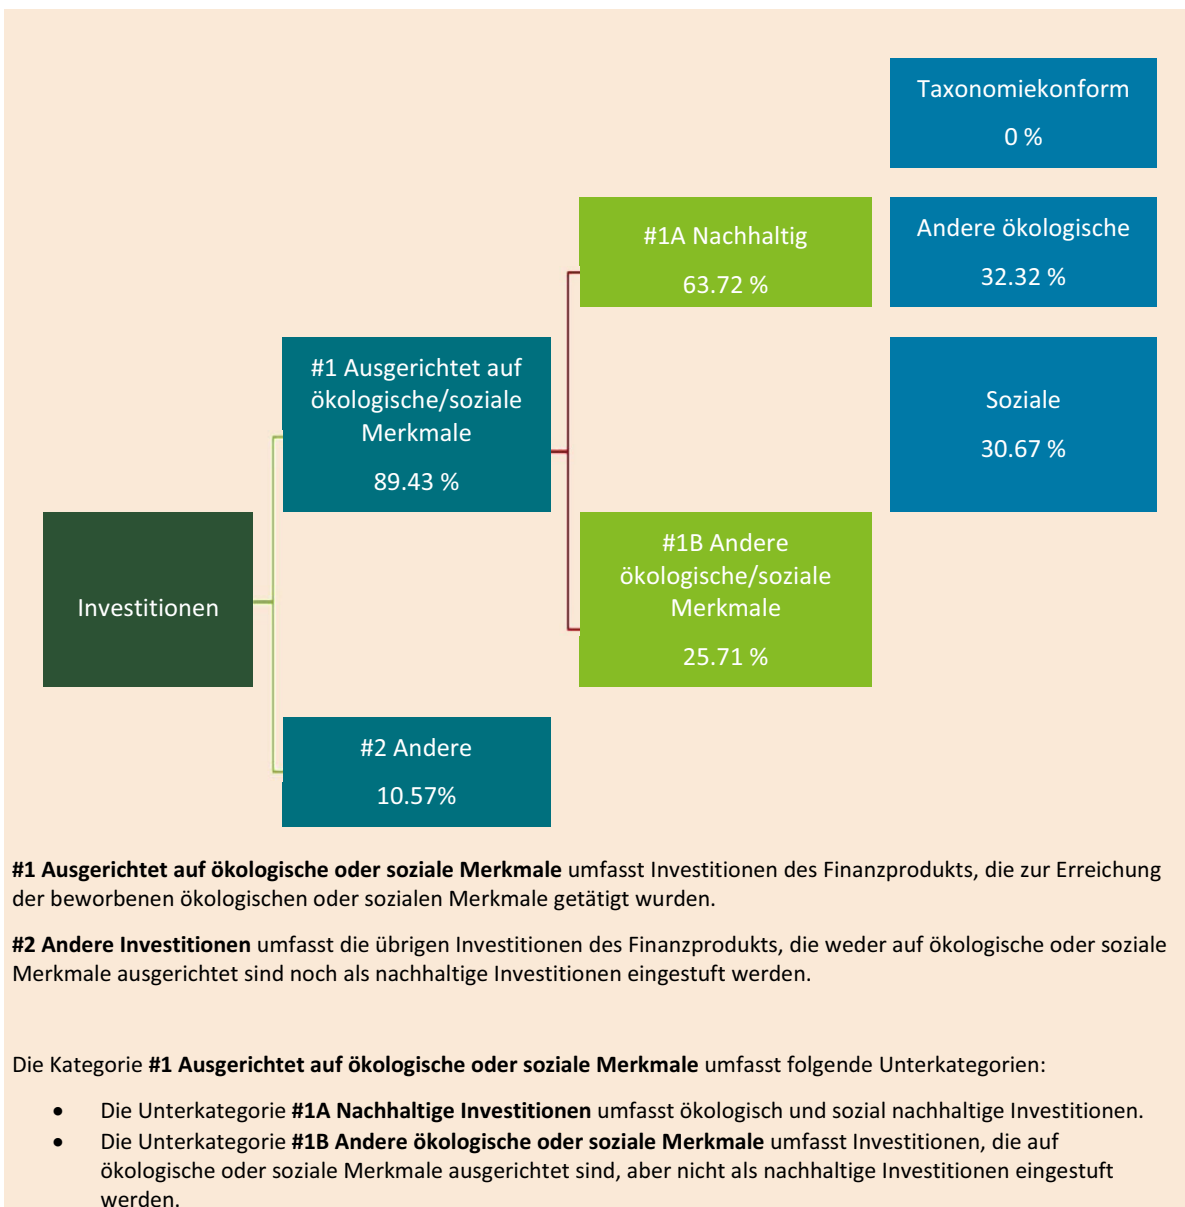 Taxonomiekonform
0 %
#1A Nachhaltig
63.72 %
Andere ökologische
32.32 %
#1 Ausgerichtet auf
ökologische/soziale
Merkmale
89.43 %
Soziale
30.67 %
Investitionen
#1B Andere
ökologische/soziale
Merkmale
25.71 %
#2 Andere
10.57%
#1 Ausgerichtet auf ökologische oder soziale Merkmale umfasst Investitionen des Finanzprodukts, die zur Erreichung
der beworbenen ökologischen oder sozialen Merkmale getätigt wurden.
#2 Andere Investitionen umfasst die übrigen Investitionen des Finanzprodukts, die weder auf ökologische oder soziale
Merkmale ausgerichtet sind noch als nachhaltige Investitionen eingestuft werden.
Die Kategorie #1 Ausgerichtet auf ökologische oder soziale Merkmale umfasst folgende Unterkategorien:
• Die Unterkategorie #1A Nachhaltige Investitionen umfasst ökologisch und sozial nachhaltige Investitionen.
• Die Unterkategorie #1B Andere ökologische oder soziale Merkmale umfasst Investitionen, die auf
ökologische oder soziale Merkmale ausgerichtet sind, aber nicht als nachhaltige Investitionen eingestuft
werden.